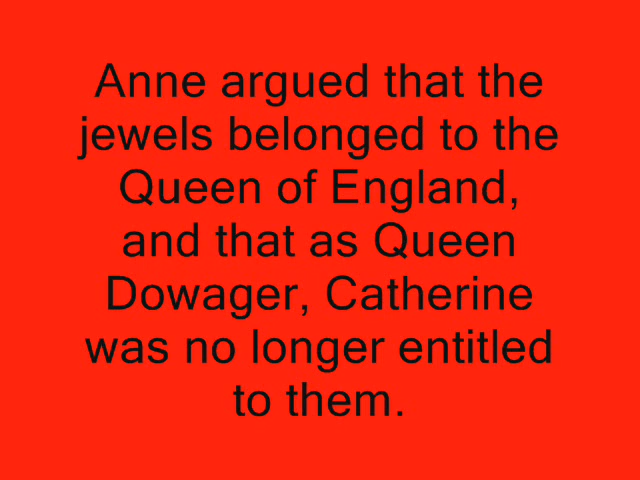 Anne argued that the
jewels belonged to the
Queen of England,
and that as Queen
Dowager, Catherine
was no longer entitled
to them.